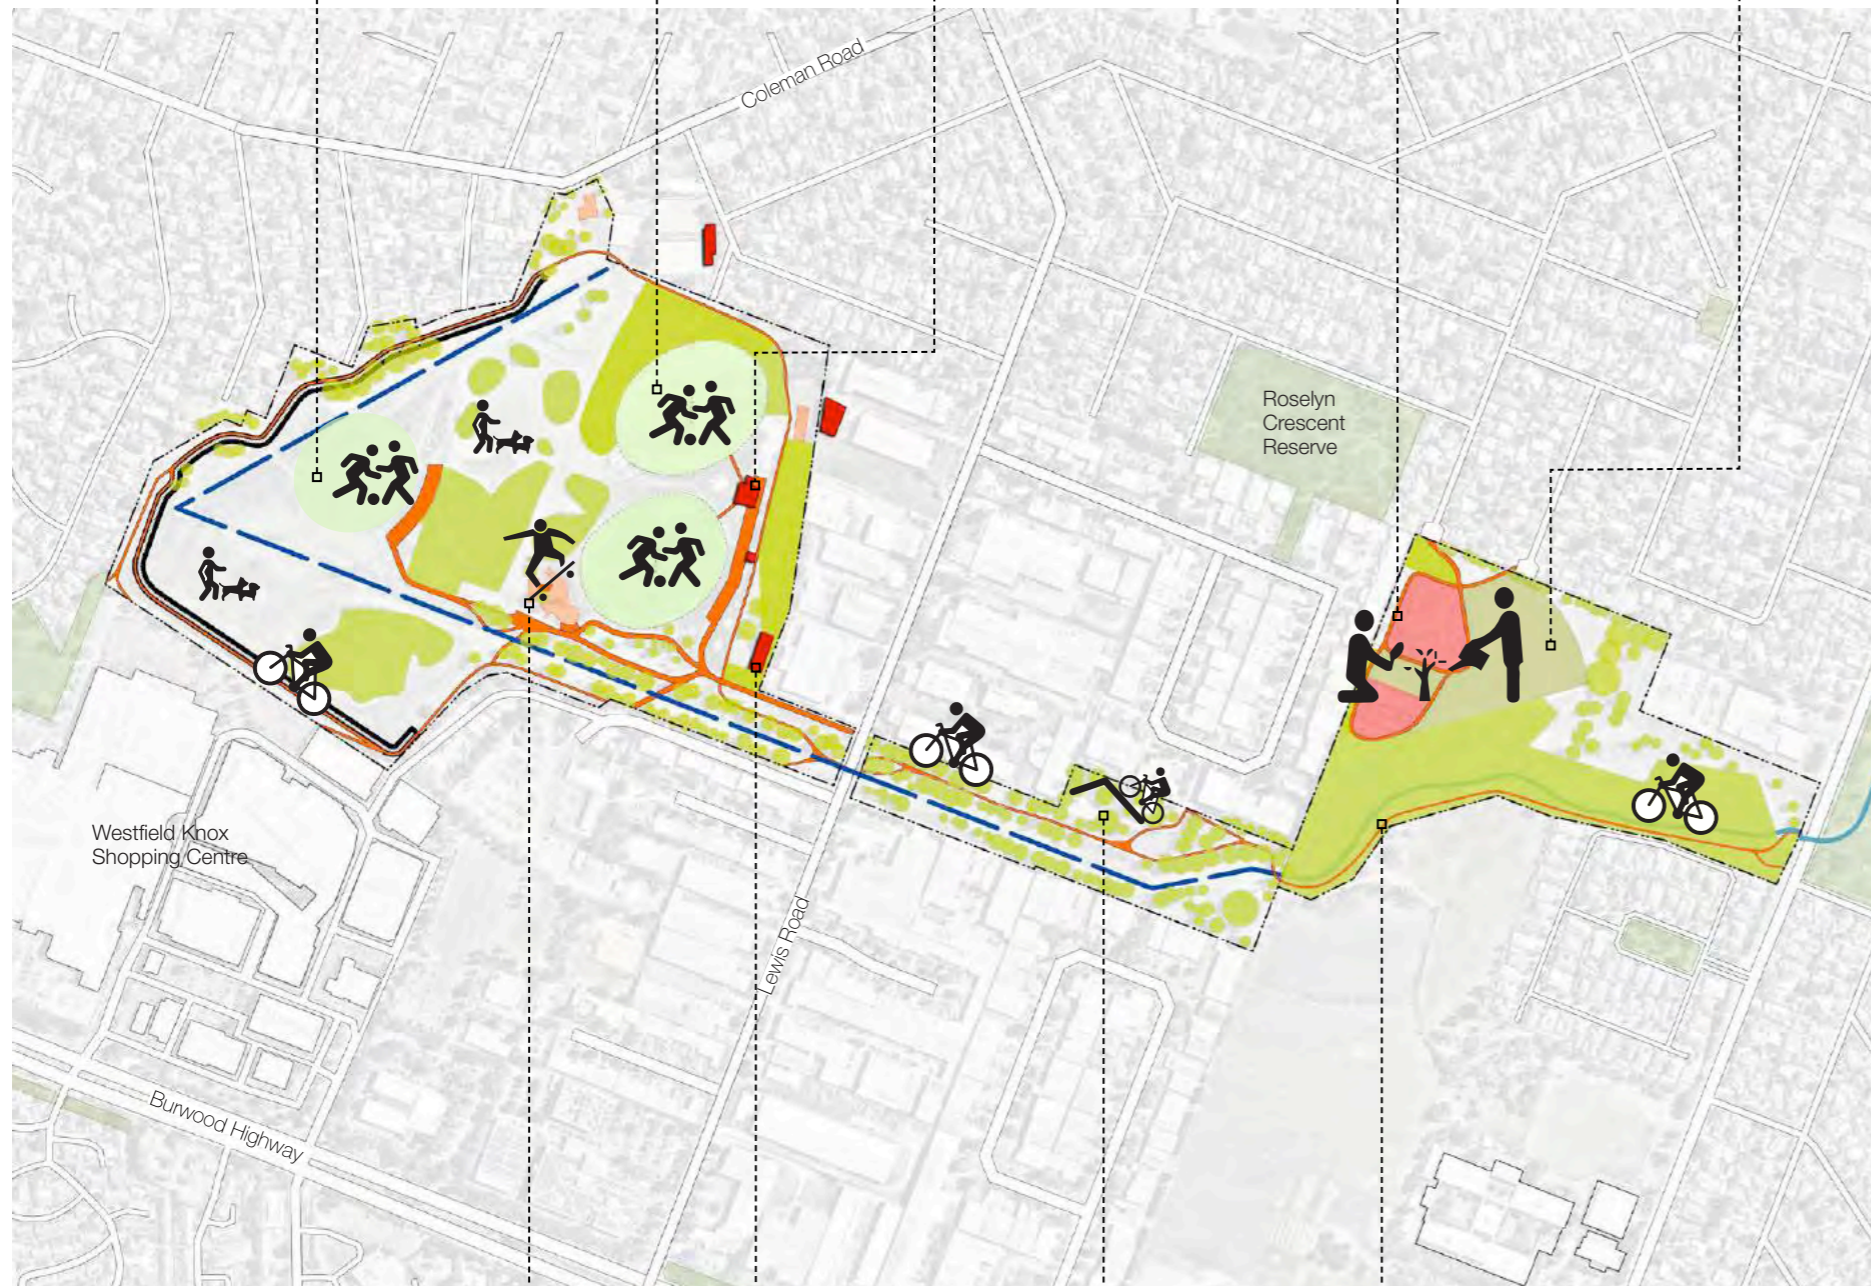 Coleman Road
Roselyn
Crescent
Reserve
Westfield Knox
Shopping Centre
Lewis Road
Burwood Highway